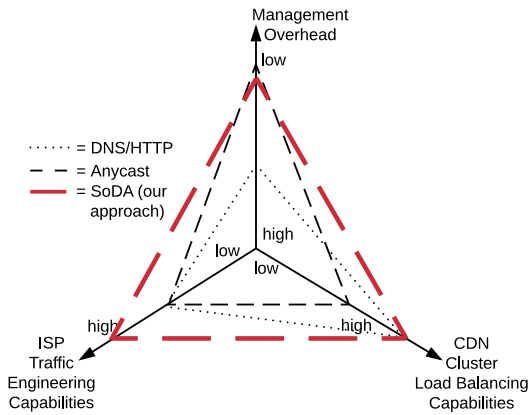 Management
Overhead
low
= DNS/HTTP
= Anycast
= SoDA (our
approach)
high
low
low
high
high
ISP
Traffic
Engineering
Capabilities
CDN
Cluster
Load Balancing
Capabilities